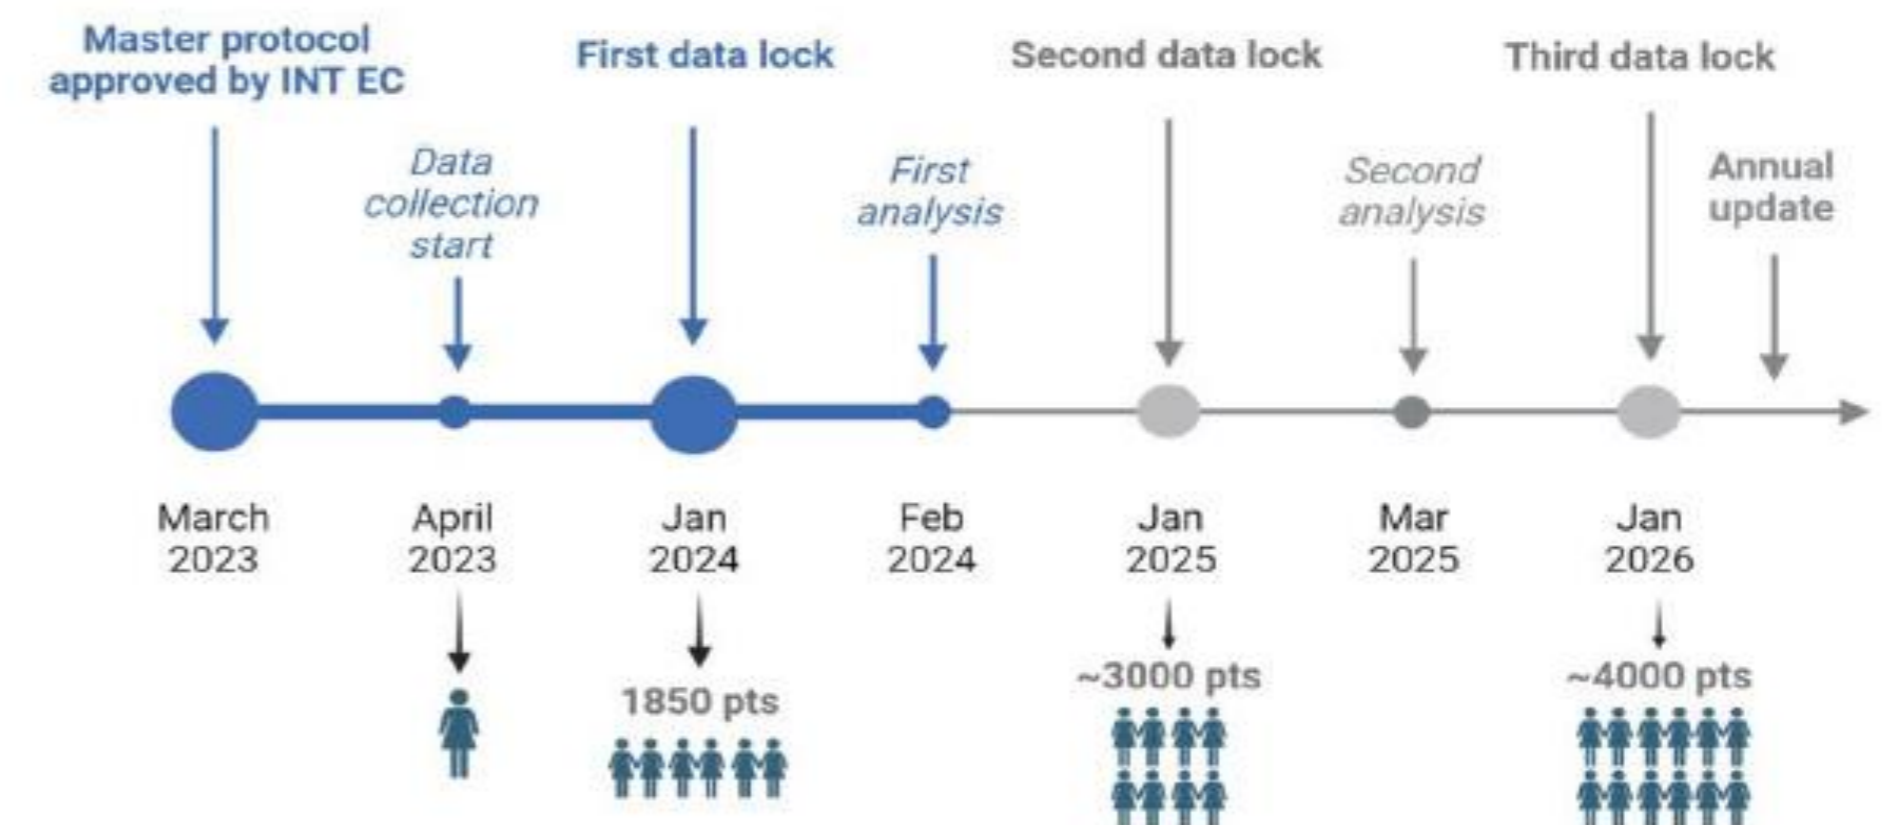 Master protocol
approved by INT EC
First data lock
Second data lock
Third data lock
Data
collection
start
First
analysis
Second
analysis
Annual
update
March
2023
April
2023
Jan
2024
Feb
2024
Jan
2025
Mar
2025
Jan
2026
1850 pts
~3000 pts
~4000 pts